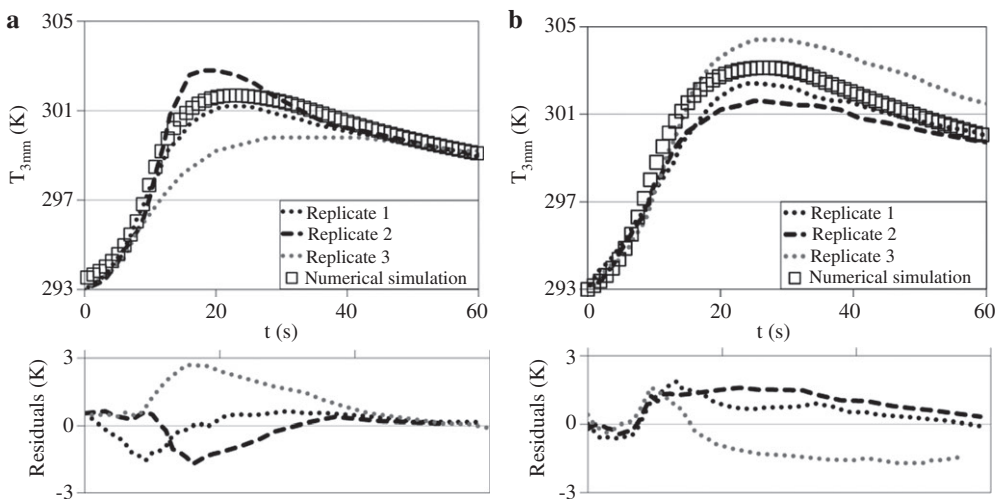 a
305
301
297
293
T3mm (K)
Replicate 1
Replicate 2
Replicate 3
Numerical simulation
0
20
40
60
t (s)
3
0
-3
Residuals (K)
b
305
301
297
293
T3mm (K)
Replicate 1
Replicate 2
Replicate 3
Numerical simulation
0
20
40
60
t (s)
3
0
-3
Residuals (K)